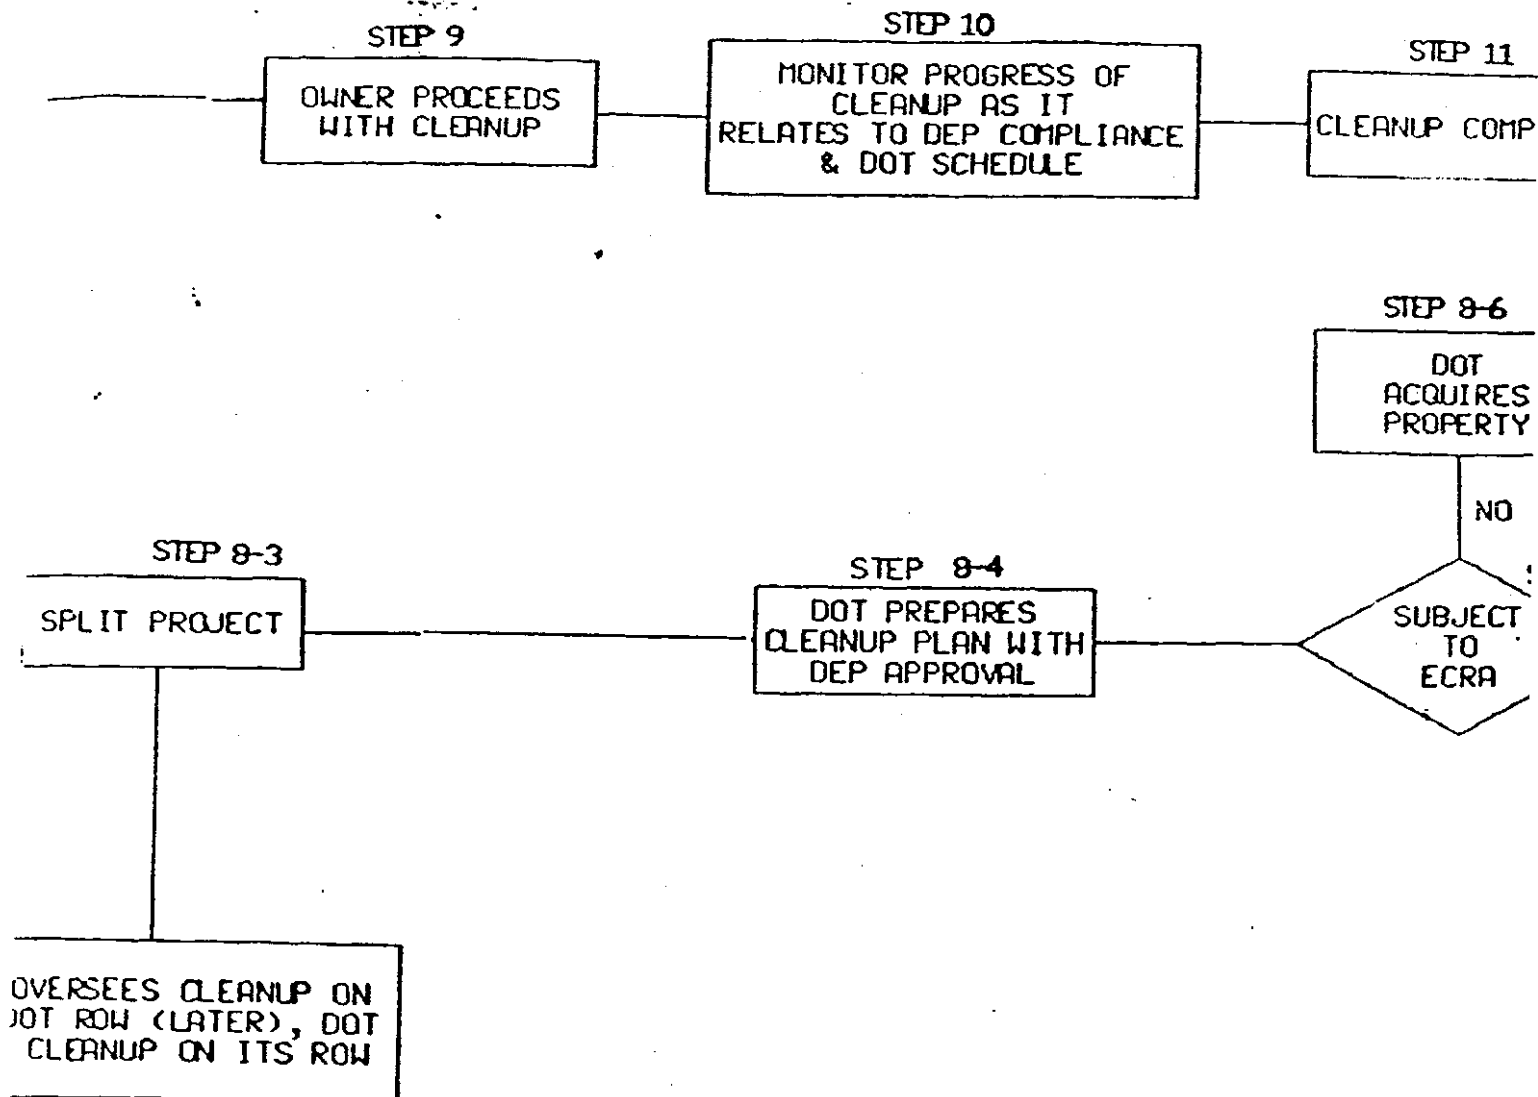 STEP 9
OWNER PROCEEDS
WITH CLEANUP
STEP 10
MONITOR PROGRESS OF
CLEANUP AS IT
RELATES TO DEP COMPLIANCE
& DOT SCHEDULE
STEP 11
CLEANUP COMP
STEP 8-6
DOT
ACQUIRES
PROPERTY
NO
STEP 8-3
SPLIT PROJECT
STEP 8-4
DOT PREPARES
CLEANUP PLAN WITH
DEP APPROVAL
SUBJECT
TO
ECRA
OVERSEES CLEANUP ON
DOT ROW (LATER), DOT
CLEANUP ON ITS ROW